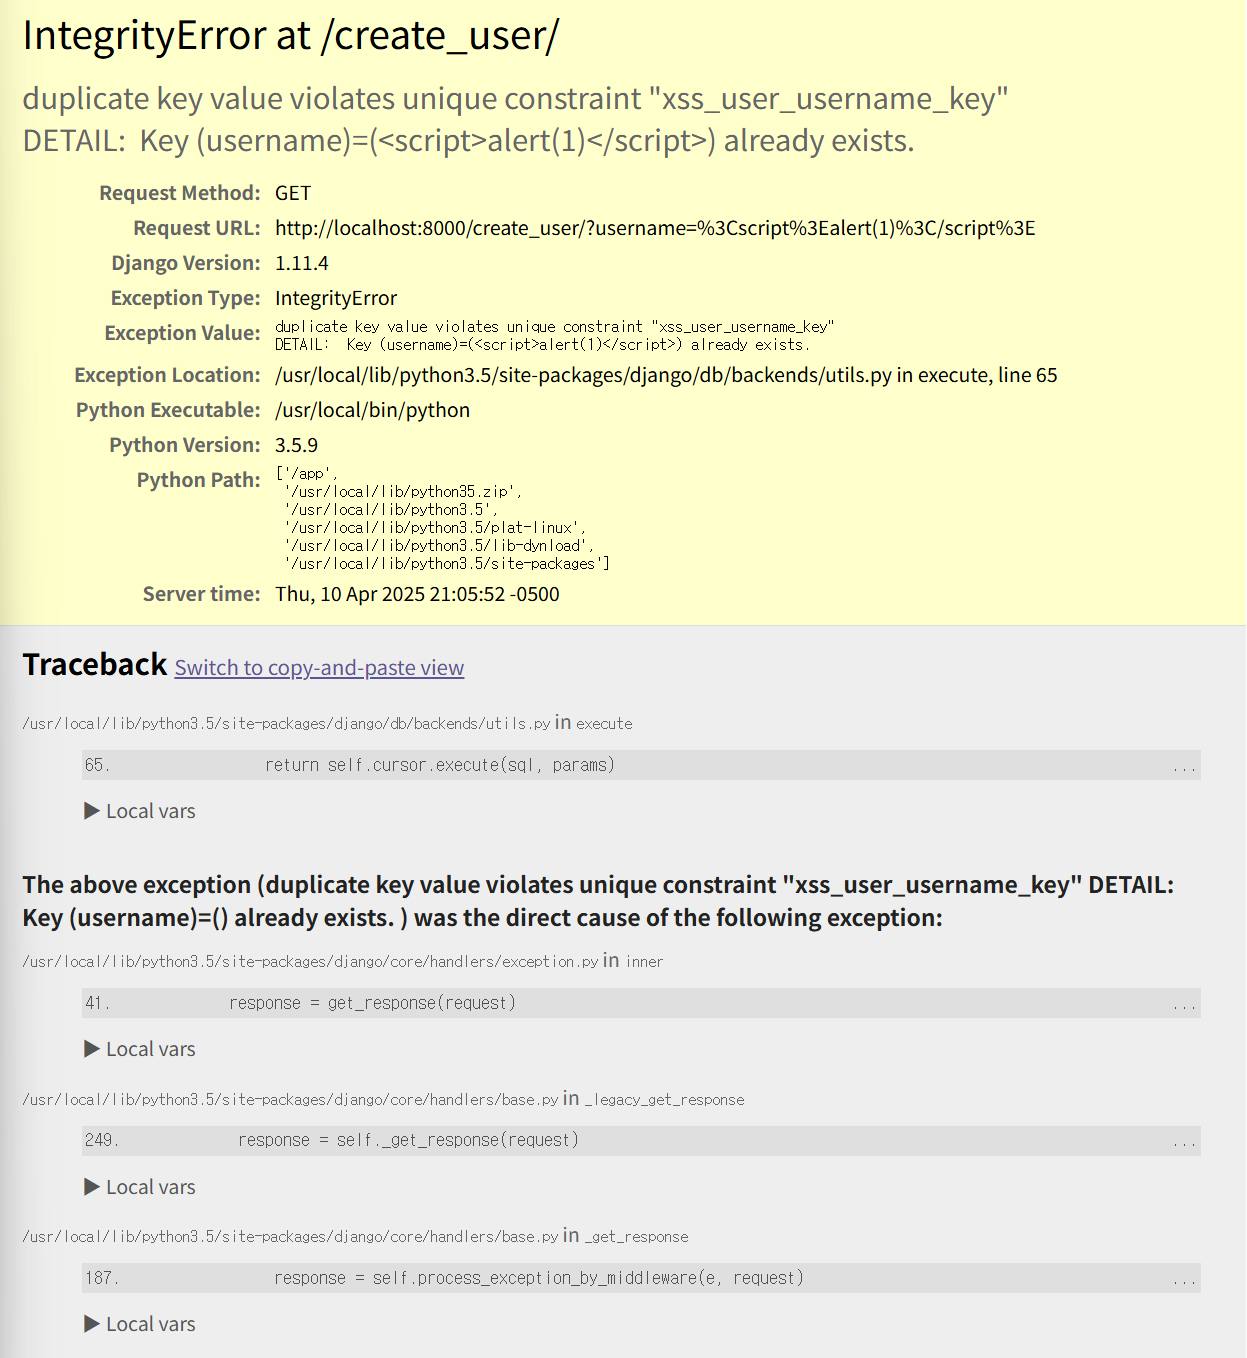 IntegrityError at /create_user/
duplicate key value violates unique constraint "xss_user_username_key"
DETAIL:  Key (username)=(<script>alert(1)</script>) already exists.
Request Method: GET
Request URL: http://localhost:8000/create_user/?username=%3Cscript%3Ealert(1)%3C/script%3E
Django Version: 1.11.4
Exception Type: IntegrityError
Exception Value: duplicate key value violates unique constraint "xss_user_username_key"
DETAIL:  Key (username)=(<script>alert(1)</script>) already exists.
Exception Location: /usr/local/lib/python3.5/site-packages/django/db/backends/utils.py in execute, line 65
Python Executable: /usr/local/bin/python
Python Version: 3.5.9
Python Path: ['/app',
'/usr/local/lib/python35.zip',
'/usr/local/lib/python3.5',
'/usr/local/lib/python3.5/plat-linux',
'/usr/local/lib/python3.5/lib-dynload',
'/usr/local/lib/python3.5/site-packages']
Server time: Thu, 10 Apr 2025 21:05:52 -0500
Traceback Switch to copy-and-paste view
/usr/local/lib/python3.5/site-packages/django/db/backends/utils.py in execute
65. return self.cursor.execute(sql, params) ...
▶ Local vars
The above exception (duplicate key value violates unique constraint "xss_user_username_key" DETAIL:
Key (username)=() already exists. ) was the direct cause of the following exception:
/usr/local/lib/python3.5/site-packages/django/core/handlers/exception.py in inner
41. response = get_response(request) ...
▶ Local vars
/usr/local/lib/python3.5/site-packages/django/core/handlers/base.py in _legacy_get_response
249. response = self._get_response(request) ...
▶ Local vars
/usr/local/lib/python3.5/site-packages/django/core/handlers/base.py in _get_response
187. response = self.process_exception_by_middleware(e, request) ...
▶ Local vars